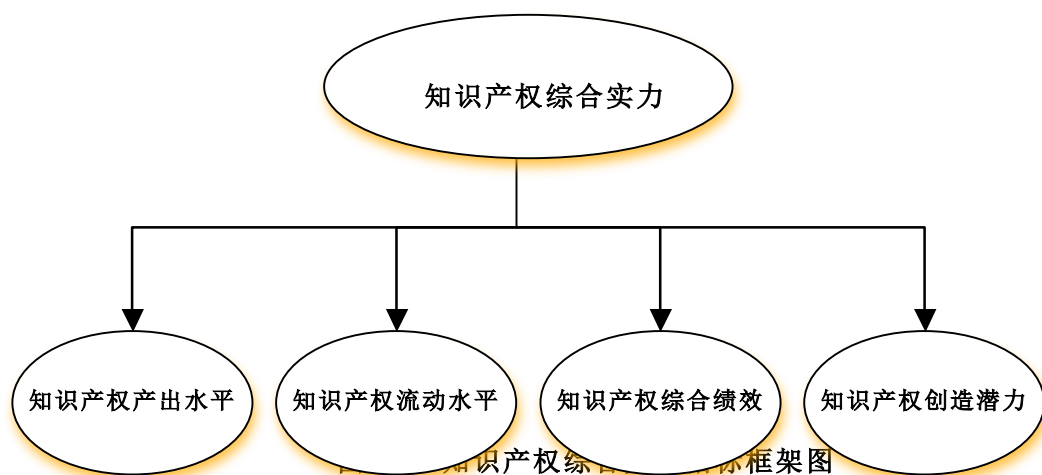 知识产权综合实力
知识产权产出水平
知识产权流动水平
知识产权综合绩效
知识产权创造潜力
知识产权综合 标框架图